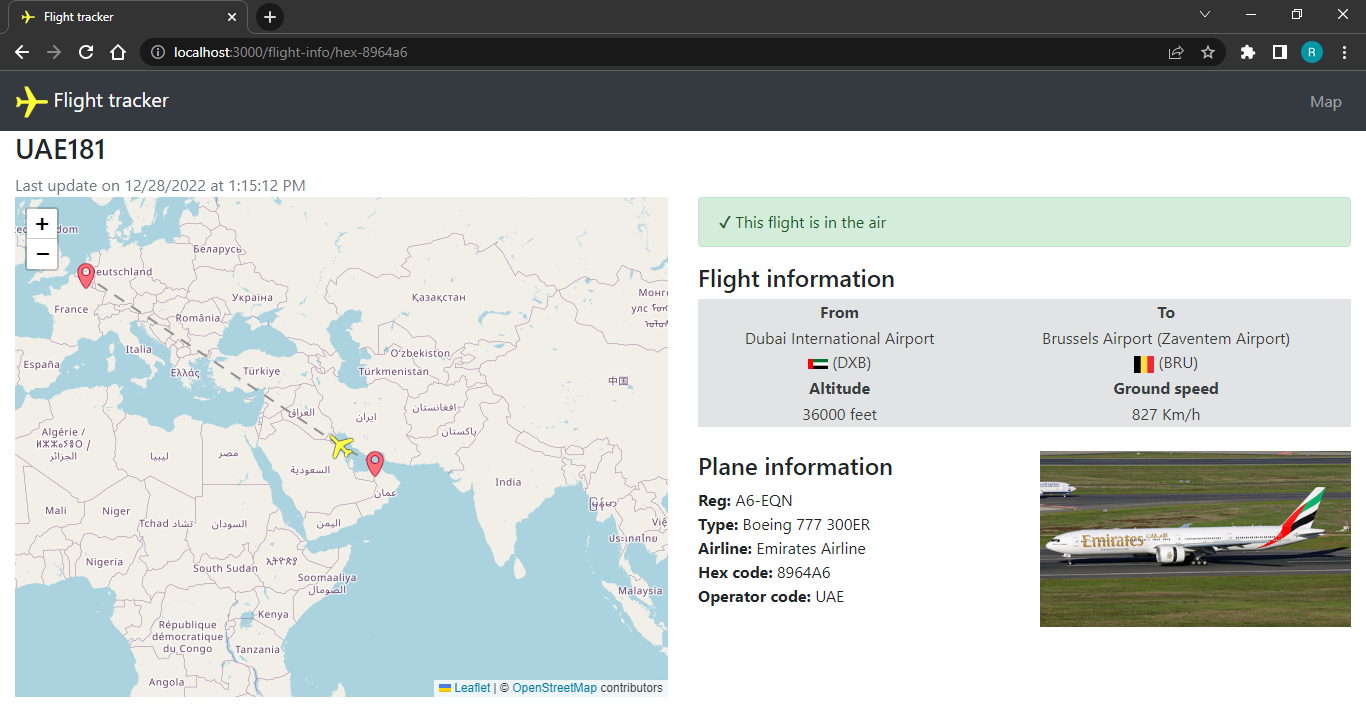 Flight tracker
localhost:3000/flight-info/hex-8964a6
R
Flight tracker
Map
UAE181
Last update on 12/28/2022 at 1:15:12 PM
+
−
Беларусь
Deutschland
France
Україна
Қазақстан
România
Italia
España
Ελλάς
Türkiye
Oʻzbekiston
Türkmenistan
中国
العراق
ایران
افغانستان
پاکستان
Algérie /
ⵍⵣⵣⴰⵢⴻⵔ /
الجزائر
ليبيا
مصر
السعودية
عمان
India
Mali
Niger
Tchad تشاد
السودان
اليمن
Nigeria
South Sudan
ኢትዮጵያ
Soomaaliya
الصومال
Malaysia
Kenya
République
démocratique
du Congo
Tanzania
Angola
Leaflet | © OpenStreetMap contributors
✓ This flight is in the air
Flight information
From To
Dubai International Airport Brussels Airport (Zaventem Airport)
(DXB) (BRU)
Altitude Ground speed
36000 feet 827 Km/h
Plane information
Reg: A6-EQN
Type: Boeing 777 300ER
Airline: Emirates Airline
Hex code: 8964A6
Operator code: UAE
Emirates